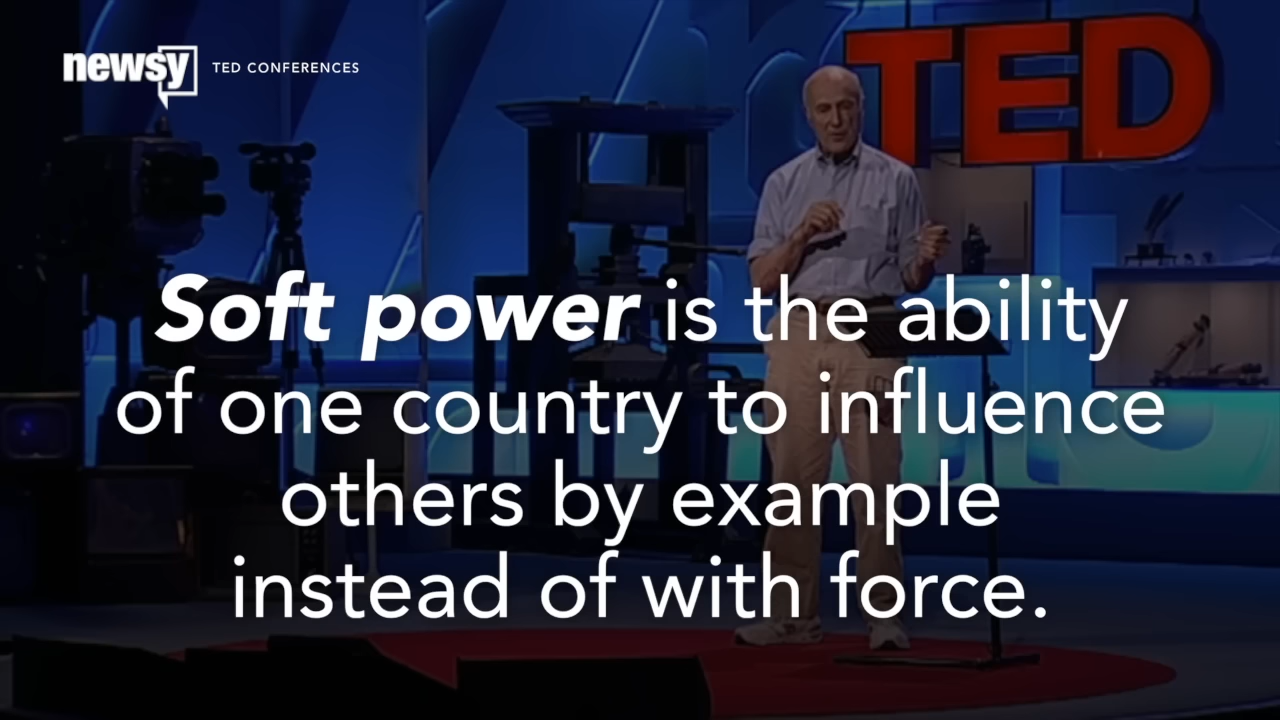 newsy
TED CONFERENCES
TED
Soft power is the ability
of one country to influence
others by example
instead of with force.